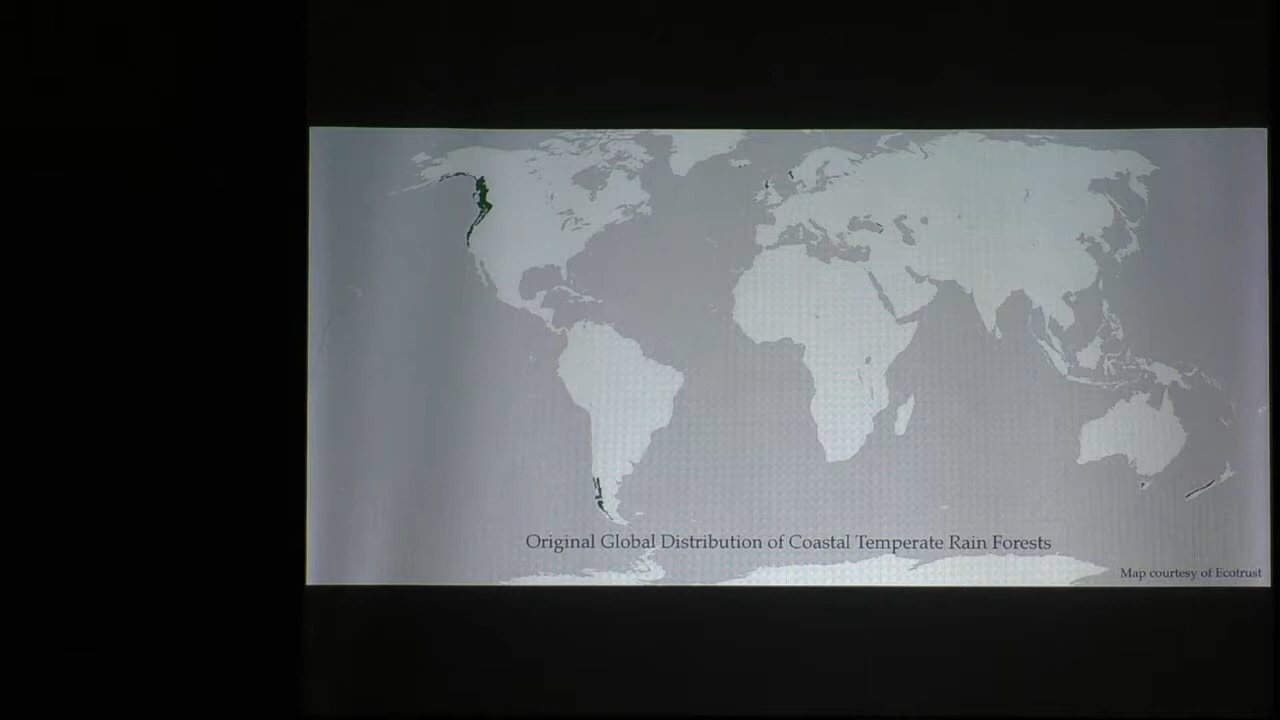 Original Global Distribution of Coastal Temperate Rain Forests
Map courtesy of Ecotrust